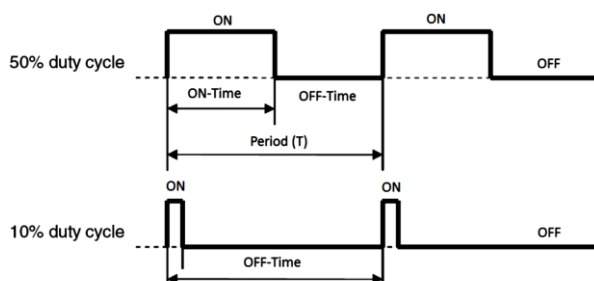 ON
ON
50% duty cycle
OFF
ON-Time
OFF-Time
Period (T)
ON
ON
10% duty cycle
OFF
OFF-Time